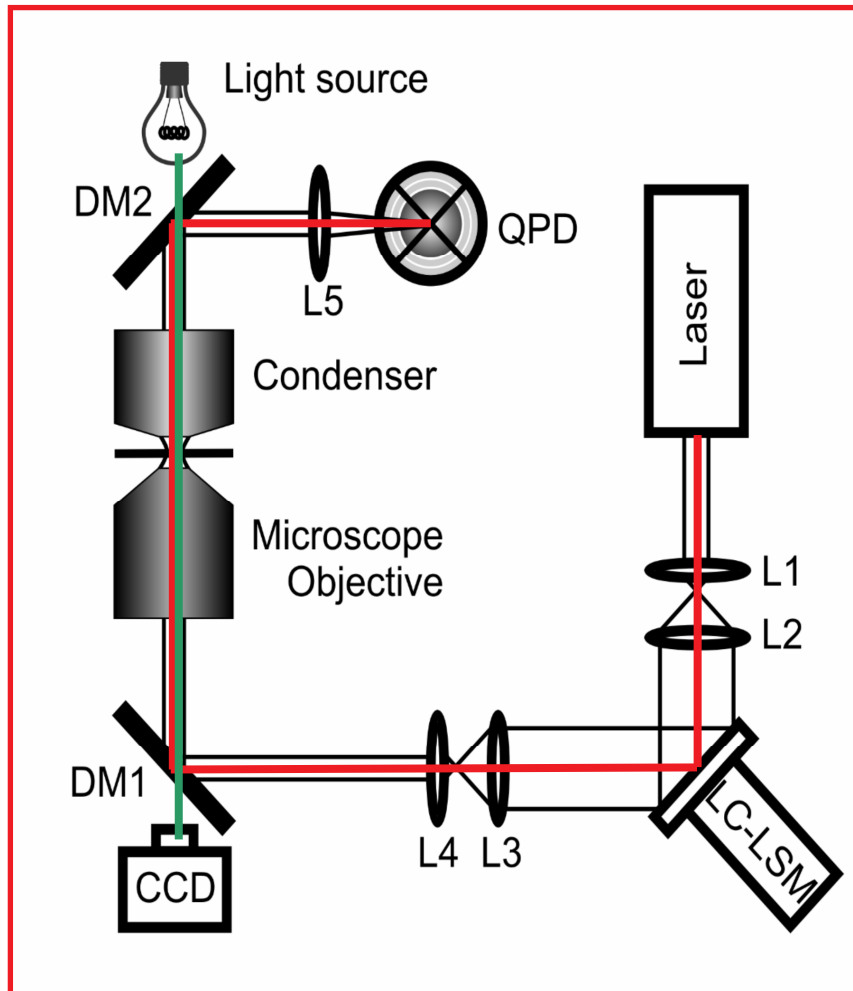 Light source
DM2
QPD
L5
Laser
Condenser
Microscope
Objective
L1
L2
DM1
L4
L3
LC-LSM
CCD